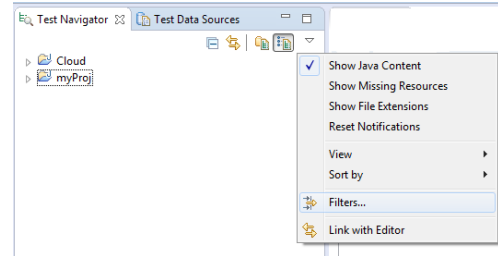 Test Navigator
Test Data Sources
Cloud
myProj
Show Java Content
Show Missing Resources
Show File Extensions
Reset Notifications
View
Sort by
Filters...
Link with Editor